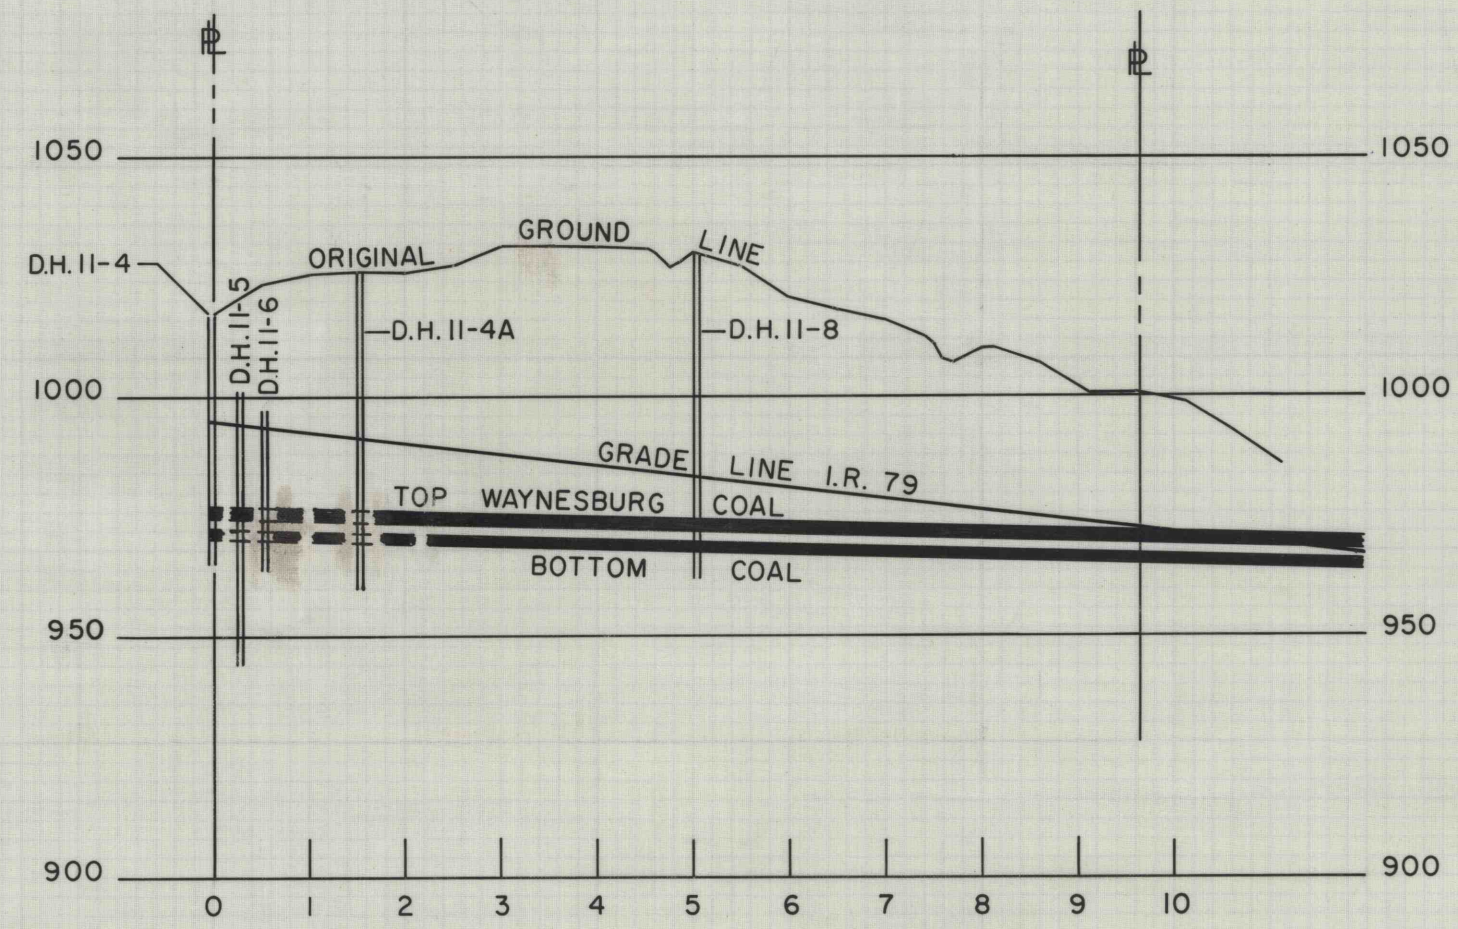 PL
PL
1050 1050
GROUND
ORIGINAL
LINE
D.H. 11-4
D.H. 11-5
D.H. 11-6
D.H. 11-4A
D.H. 11-8
1000 1000
GRADE LINE I.R. 79
TOP WAYNESBURG COAL
BOTTOM COAL
950 950
900 900
0 1 2 3 4 5 6 7 8 9 10